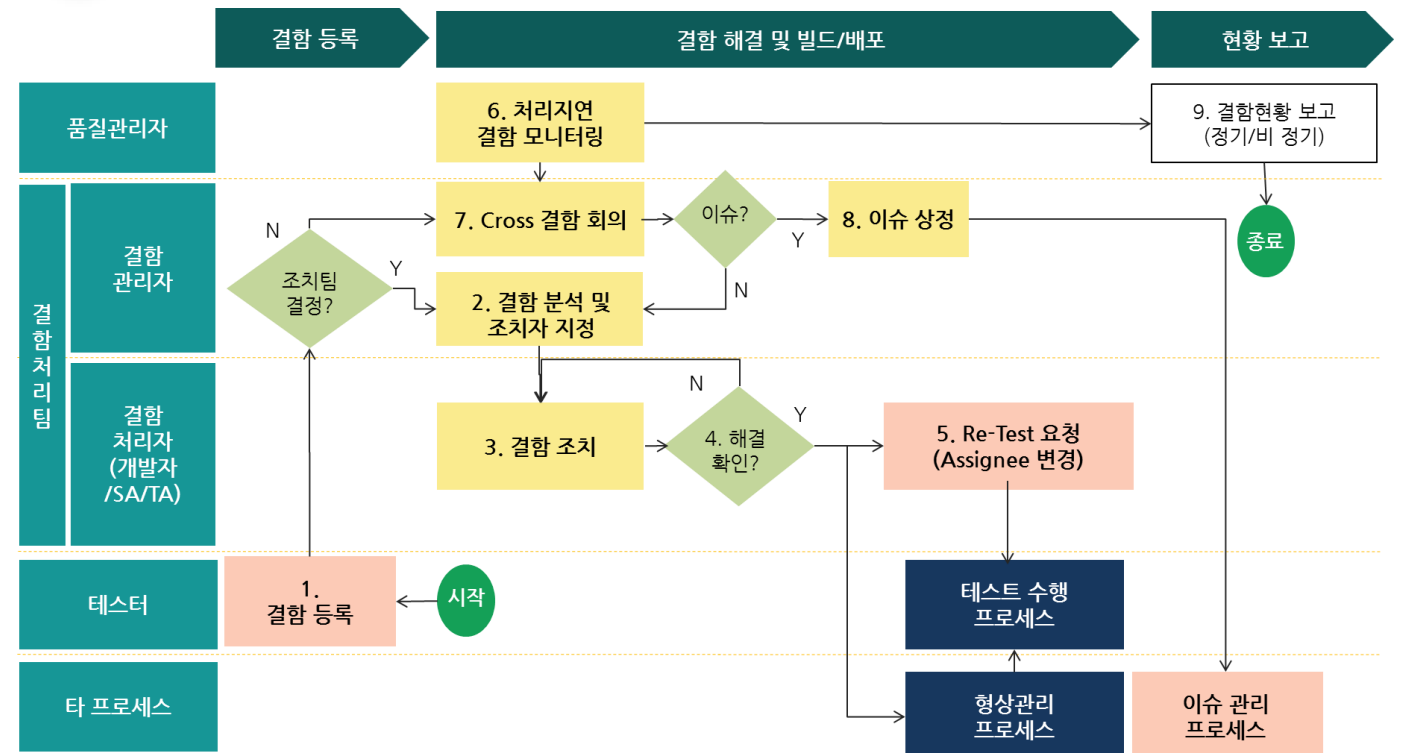 결함 등록
결함 해결 및 빌드/배포
현황 보고
품질관리자
6. 처리지연
결함 모니터링
9. 결함현황 보고
(정기/비 정기)
결
함
처
리
팀
결함
관리자
N
조치팀
결정?
Y
7. Cross 결함 회의
이슈?
Y
N
8. 이슈 상정
종료
2. 결함 분석 및
조치자 지정
결함
처리자
(개발자
/SA/TA)
3. 결함 조치
N
4. 해결
확인?
Y
5. Re-Test 요청
(Assignee 변경)
테스터
1.
결함 등록
시작
테스트 수행
프로세스
타 프로세스
형상관리
프로세스
이슈 관리
프로세스